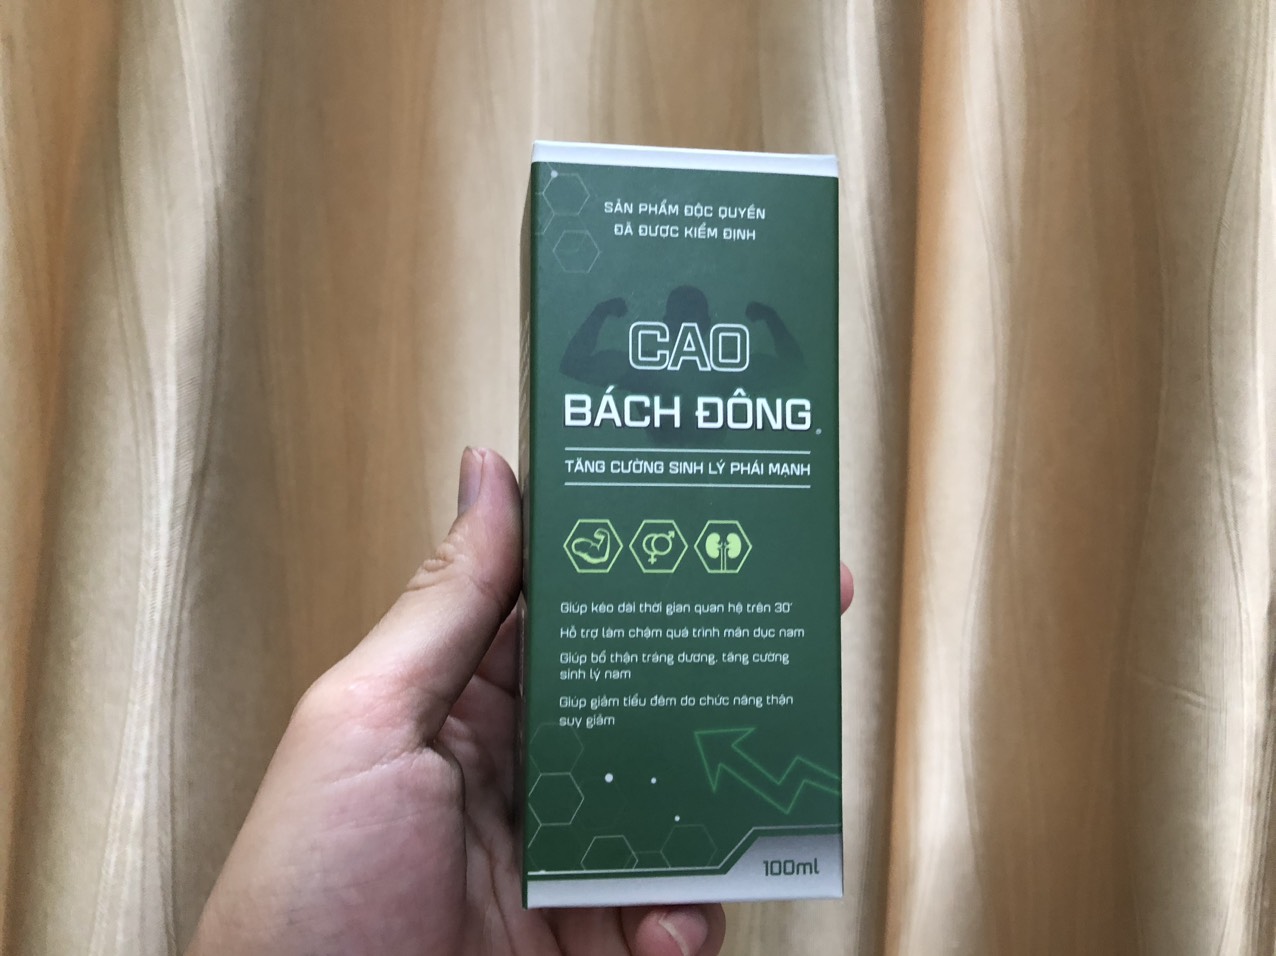 SẢN PHẨM ĐỘC QUYỀN
ĐÃ ĐƯỢC KIỂM ĐỊNH
CAO
BÁCH ĐÔNG
TĂNG CƯỜNG SINH LÝ PHÁI MẠNH
Giúp kéo dài thời gian quan hệ trên 30'
Hỗ trợ làm chậm quá trình mãn dục nam
Giúp bổ thận tráng dương, tăng cường
sinh lý nam
Giúp giảm tiểu đêm do chức năng thận
suy giảm
100ml